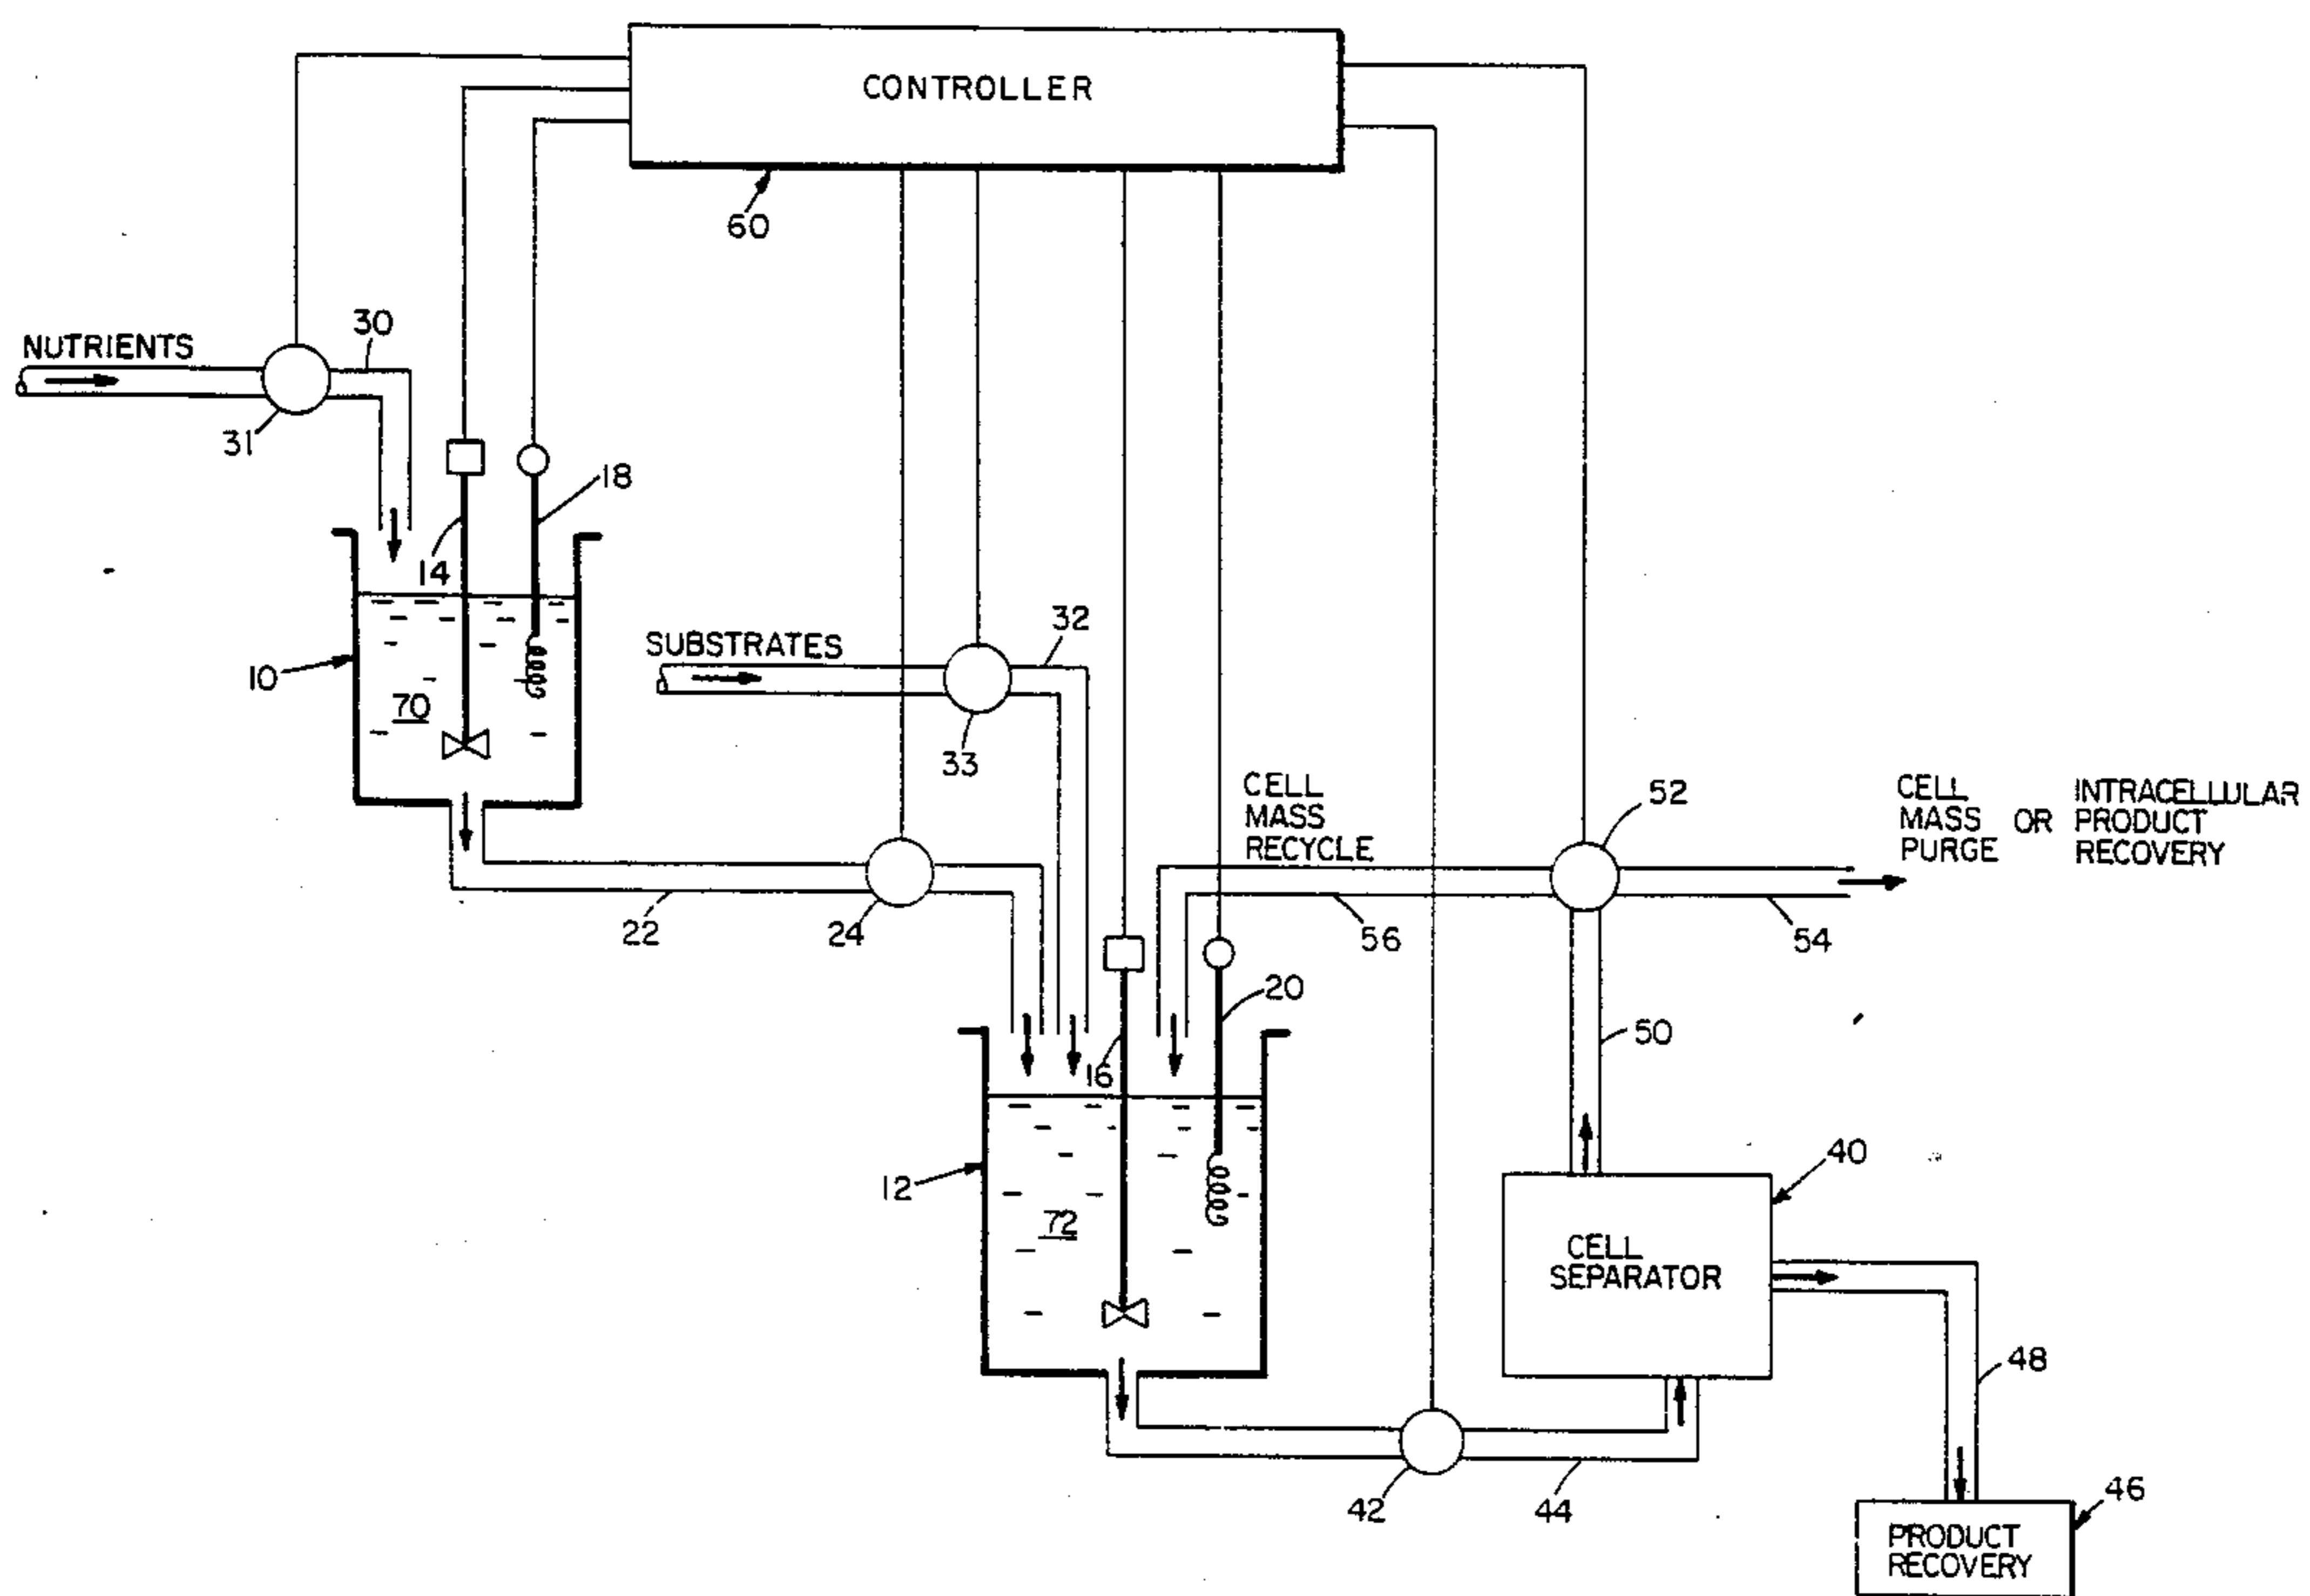 CONTROLLER
60
NUTRIENTS
30
31
18
14
10
70
SUBSTRATES
32
33
CELL
MASS
RECYCLE
52
CELL
MASS OR
PURGE
INTRACELLULAR
PRODUCT
RECOVERY
22
24
56
54
20
50
16
12
72
40
CELL
SEPARATOR
48
42
44
46
PRODUCT
RECOVERY